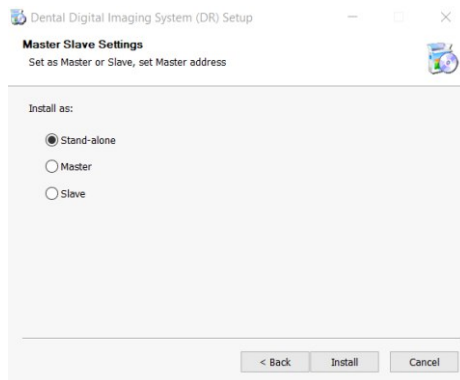 Dental Digital Imaging System (DR) Setup
Master Slave Settings
Set as Master or Slave, set Master address
Install as:
Stand-alone
Master
Slave
< Back Install Cancel